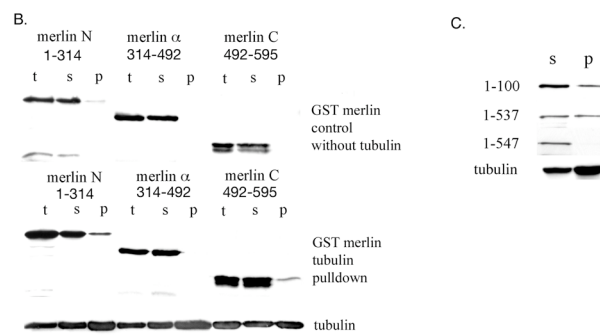 B.
merlin N merlin α merlin C
1-314 314-492 492-595
t s p t s p t s p
GST merlin
control
without tubulin
merlin N merlin α merlin C
1-314 314-492 492-595
t s p t s p t s p
GST merlin
tubulin
pulldown
tubulin
C.
s p
1-100
1-537
1-547
tubulin